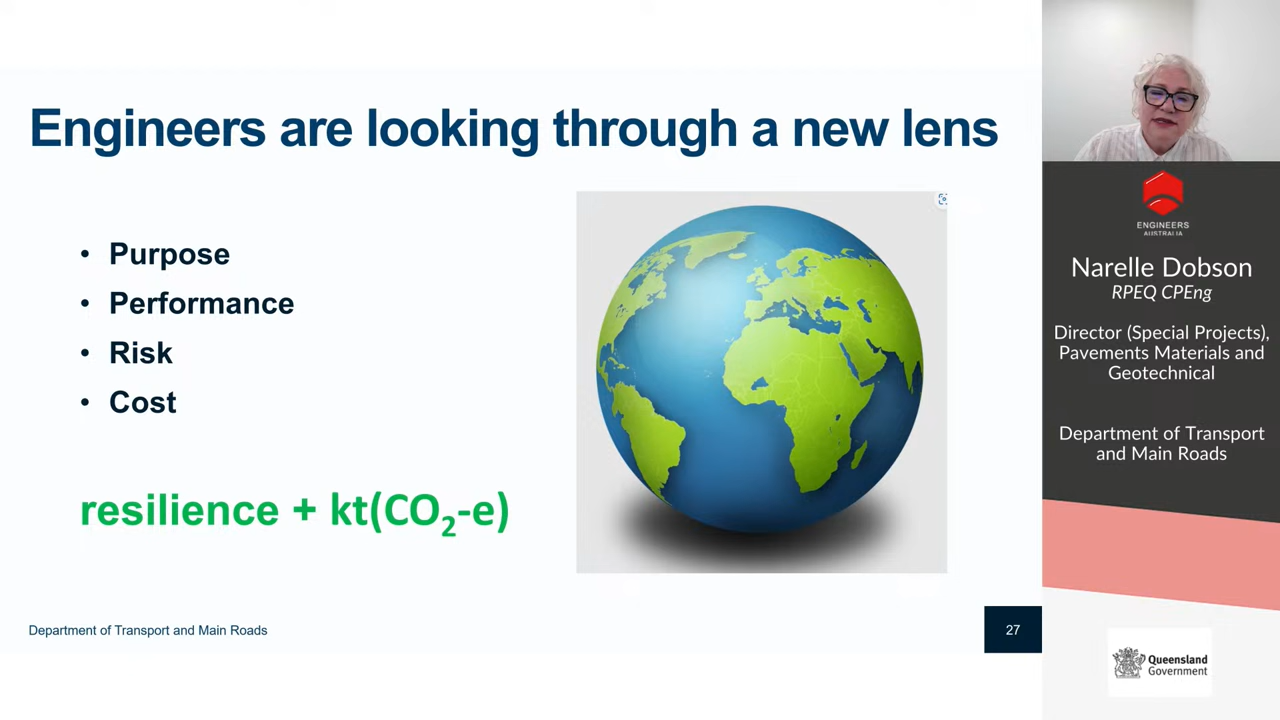 Engineers are looking through a new lens
• Purpose
• Performance
• Risk
• Cost
resilience + kt(CO₂-e)
Department of Transport and Main Roads
27
ENGINEERS
AUSTRALIA
Narelle Dobson
RPEQ CPEng
Director (Special Projects),
Pavements Materials and
Geotechnical
Department of Transport
and Main Roads
Queensland
Government